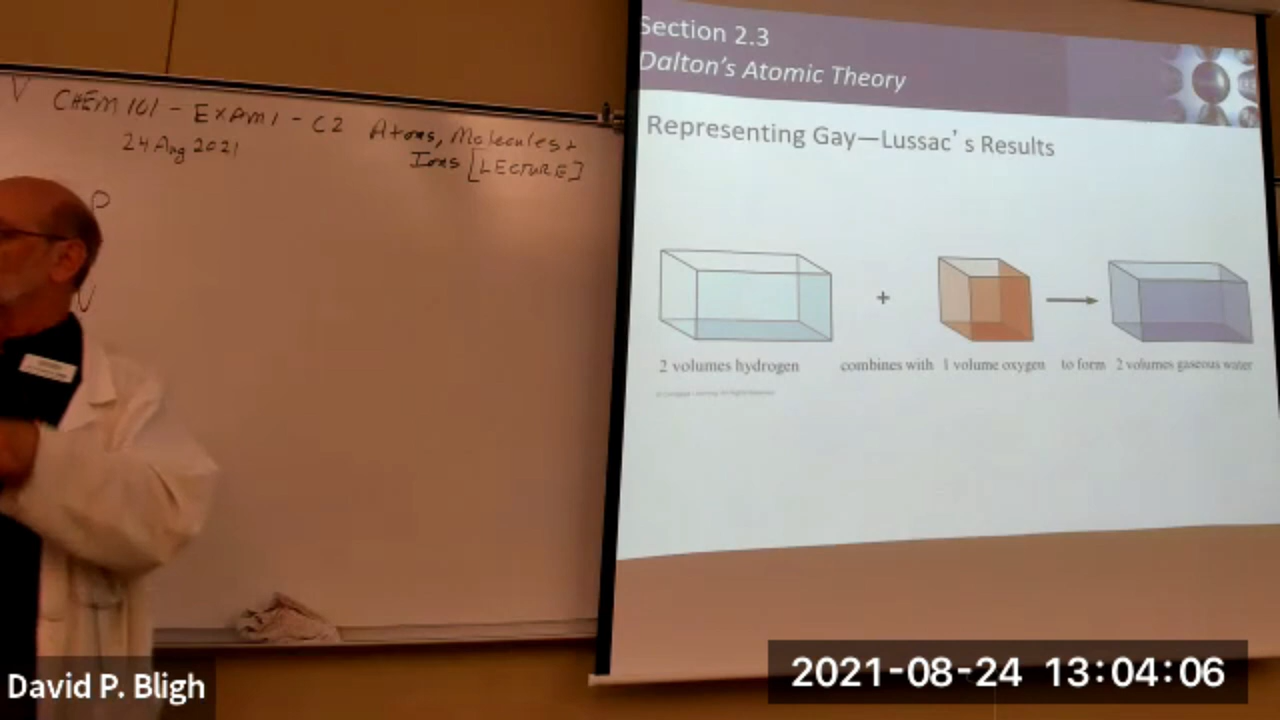 V
CHEM 101 - EXAM 1 - C2
24 Aug 2021
Atoms, Molecules +
Ions [LECTURE]
O
V
Section 2.3
Dalton's Atomic Theory
Representing Gay—Lussac's Results
+
2 volumes hydrogen combines with 1 volume oxygen to form 2 volumes gaseous water
David P. Bligh
2021-08-24 13:04:06